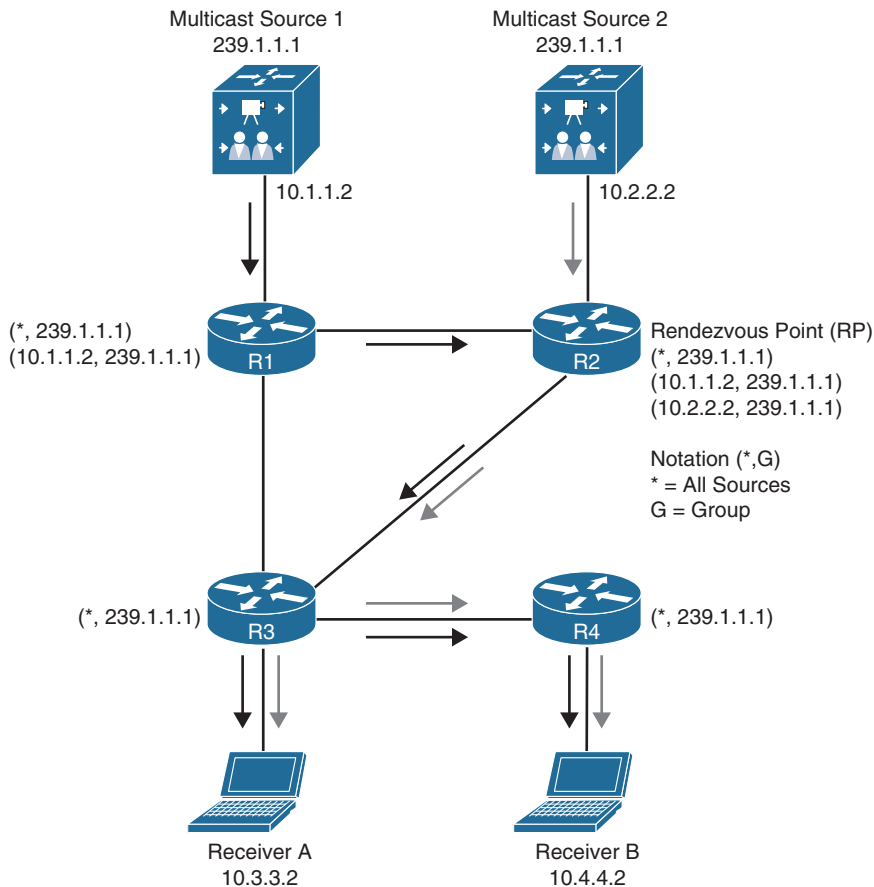 Multicast Source 1
239.1.1.1
Multicast Source 2
239.1.1.1
10.1.1.2
10.2.2.2
(*, 239.1.1.1)
(10.1.1.2, 239.1.1.1)
R1
R2
Rendezvous Point (RP)
(*, 239.1.1.1)
(10.1.1.2, 239.1.1.1)
(10.2.2.2, 239.1.1.1)
Notation (*,G)
* = All Sources
G = Group
(*, 239.1.1.1)
R3
R4
(*, 239.1.1.1)
Receiver A
10.3.3.2
Receiver B
10.4.4.2